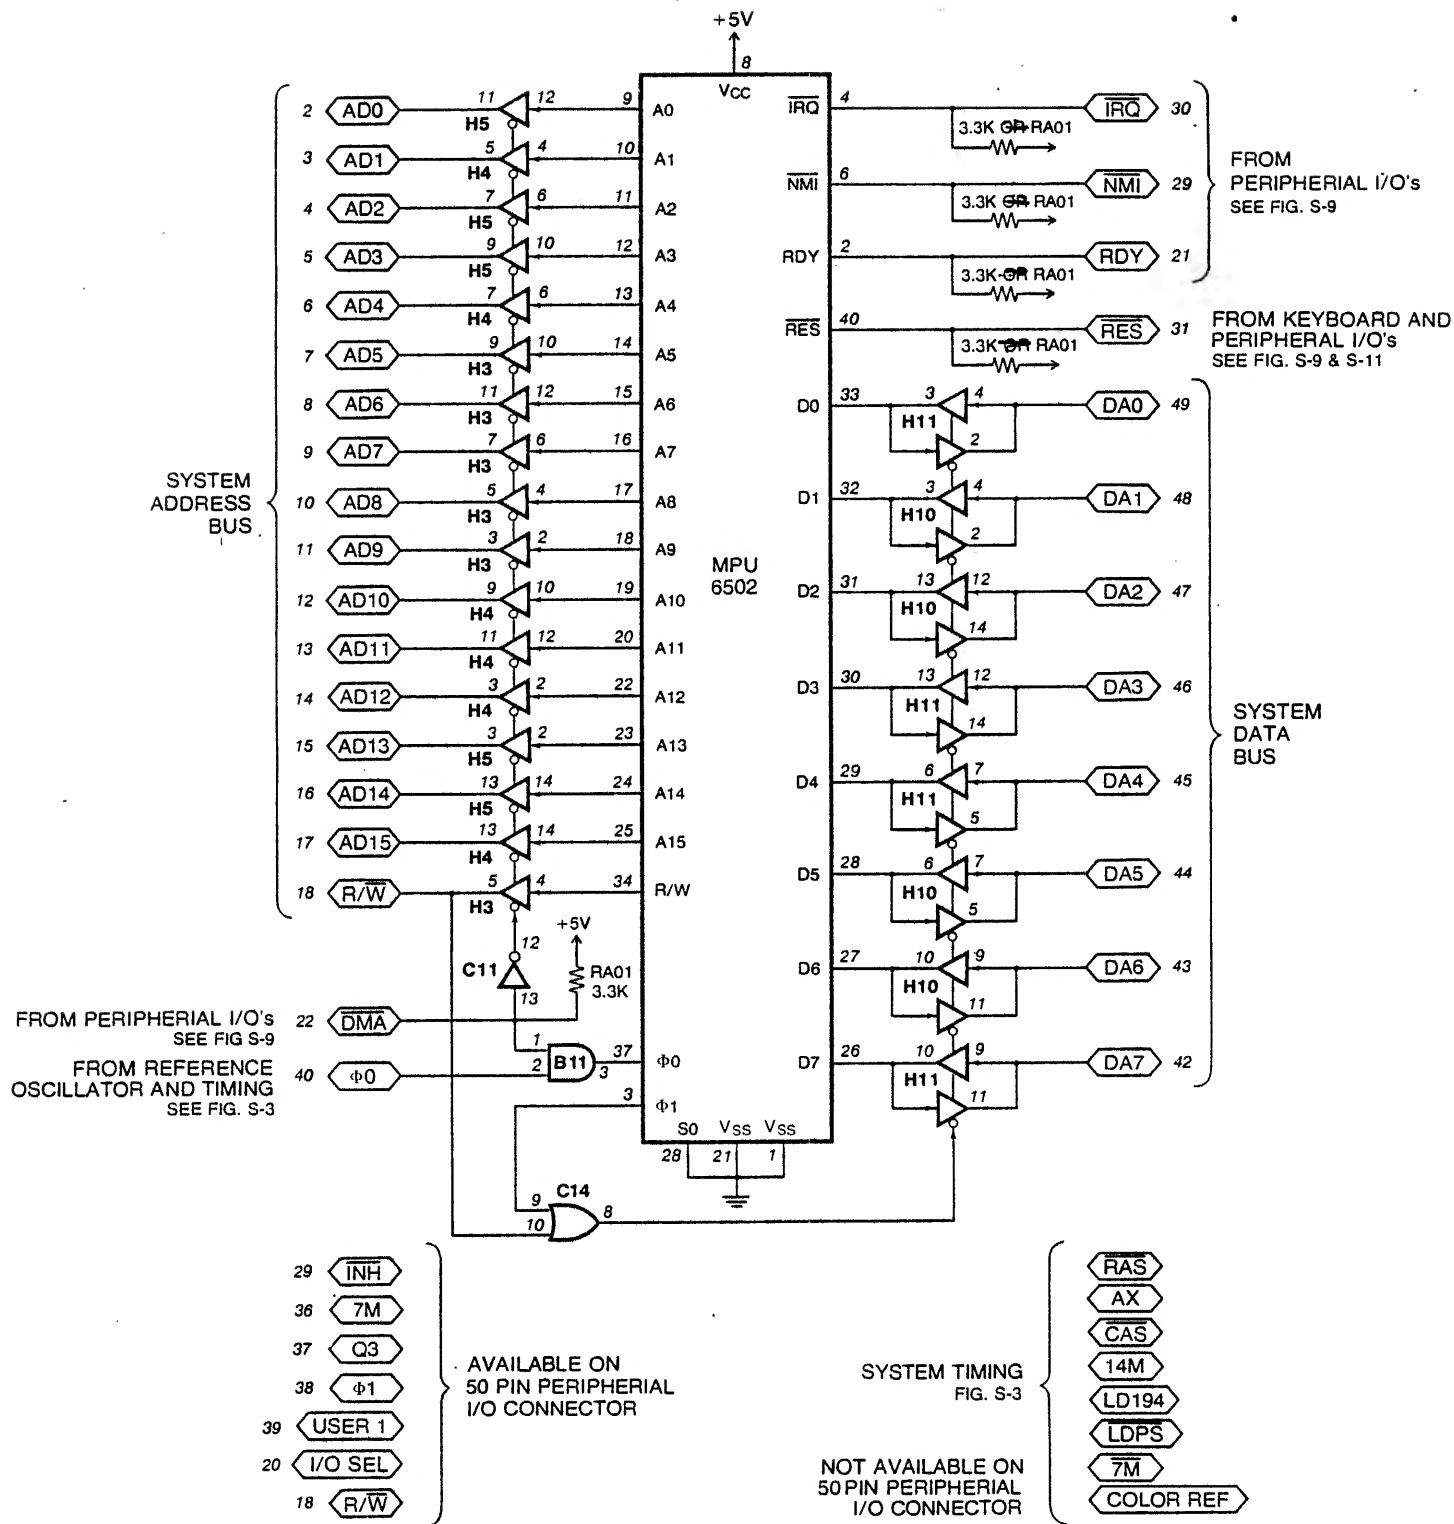 +5V
8
VCC
2 AD0 11 12 9 A0
H5
3 AD1 5 4 10 A1
H4
4 AD2 7 6 11 A2
H5
5 AD3 9 10 12 A3
H5
6 AD4 7 6 13 A4
H4
7 AD5 9 10 14 A5
H3
8 AD6 11 12 15 A6
H3
9 AD7 7 6 16 A7
H3
10 AD8 5 4 17 A8
H3
11 AD9 3 2 18 A9
H3
12 AD10 9 10 19 A10
H4
13 AD11 11 12 20 A11
H4
14 AD12 3 2 22 A12
H4
15 AD13 3 2 23 A13
H5
16 AD14 13 14 24 A14
H5
17 AD15 13 14 25 A15
H4
18 R/W̅ 5 4 34 R/W
H3
SYSTEM
ADDRESS
BUS
MPU
6502
12
C11
13
+5V
RA01
3.3K
FROM PERIPHERIAL I/O's
SEE FIG S-9
22 D̅M̅A̅
FROM REFERENCE
OSCILLATOR AND TIMING
SEE FIG. S-3
40 Φ0
1
2 B11 3 37 Φ0
3 Φ1
S0 VSS VSS
28 21 1
C14
9
10 8
I̅R̅Q̅ 4 I̅R̅Q̅ 30
3.3K OR RA01
N̅M̅I̅ 6 N̅M̅I̅ 29
3.3K OR RA01
RDY 2 RDY 21
3.3K OR RA01
R̅E̅S̅ 40 R̅E̅S̅ 31
3.3K OR RA01
FROM
PERIPHERIAL I/O's
SEE FIG. S-9
FROM KEYBOARD AND
PERIPHERAL I/O's
SEE FIG. S-9 & S-11
D0 33 3 4 DA0 49
H11 2
D1 32 3 4 DA1 48
H10 2
D2 31 13 12 DA2 47
H10 14
D3 30 13 12 DA3 46
H11 14
D4 29 6 7 DA4 45
H11 5
D5 28 6 7 DA5 44
H10 5
D6 27 10 9 DA6 43
H10 11
D7 26 10 9 DA7 42
H11 11
SYSTEM
DATA
BUS
29 I̅N̅H̅
36 7M
37 Q3
38 Φ1
39 USER 1
20 I/O SEL
18 R/W̅
AVAILABLE ON
50 PIN PERIPHERIAL
I/O CONNECTOR
SYSTEM TIMING
FIG. S-3
NOT AVAILABLE ON
50 PIN PERIPHERIAL
I/O CONNECTOR
R̅A̅S̅
AX
C̅A̅S̅
14M
LD194
L̅D̅P̅S̅
7̅M̅
COLOR REF